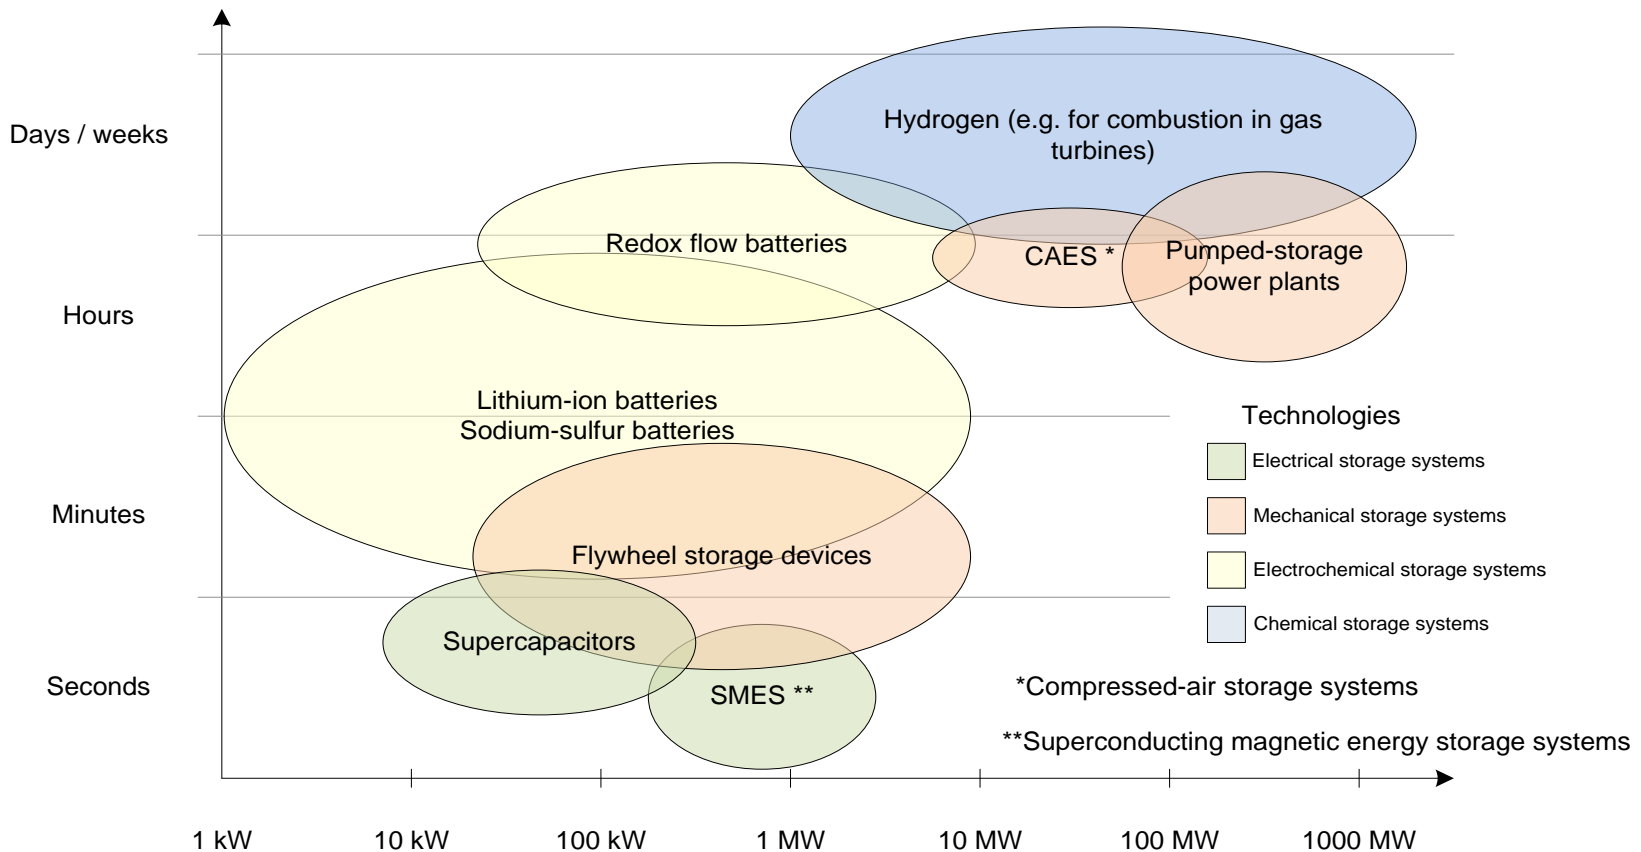 Days / weeks
Hours
Minutes
Seconds
Hydrogen (e.g. for combustion in gas
turbines)
Redox flow batteries
CAES *
Pumped-storage
power plants
Lithium-ion batteries
Sodium-sulfur batteries
Flywheel storage devices
Supercapacitors
SMES **
Technologies
Electrical storage systems
Mechanical storage systems
Electrochemical storage systems
Chemical storage systems
*Compressed-air storage systems
**Superconducting magnetic energy storage systems
1 kW
10 kW
100 kW
1 MW
10 MW
100 MW
1000 MW